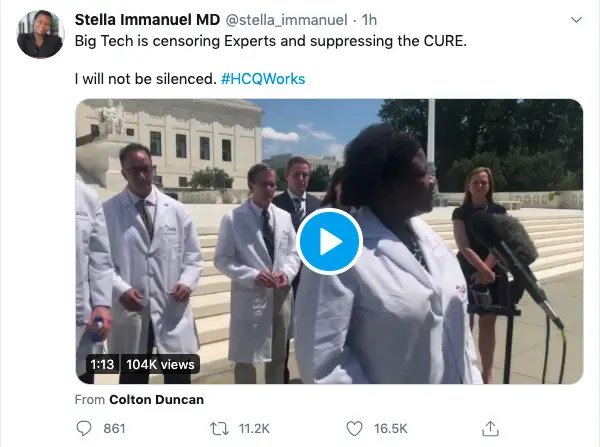 Stella Immanuel MD @stella_immanuel · 1h
Big Tech is censoring Experts and suppressing the CURE.
I will not be silenced. #HCQWorks
1:13 104K views
From Colton Duncan
861 11.2K 16.5K